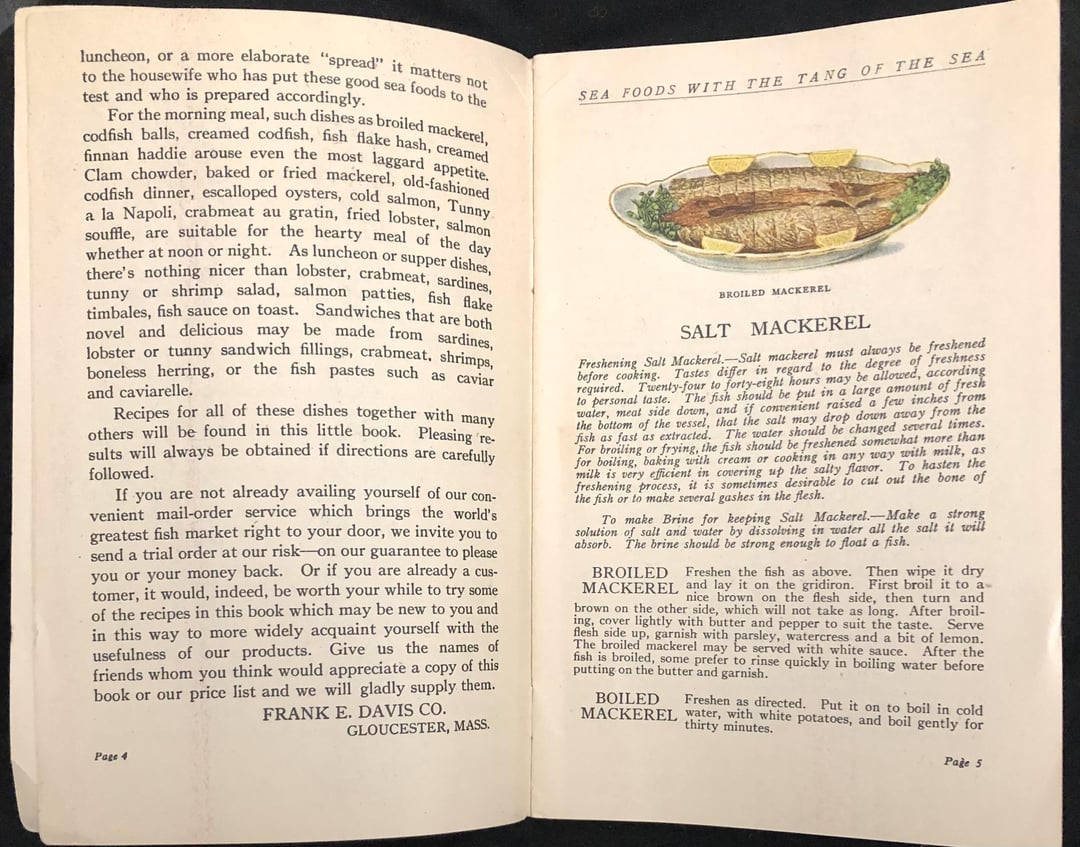 luncheon, or a more elaborate "spread" it matters not
to the housewife who has put these good sea foods to the
test and who is prepared accordingly.
For the morning meal, such dishes as broiled mackerel,
codfish balls, creamed codfish, fish flake hash, creamed
finnan haddie arouse even the most laggard appetite.
Clam chowder, baked or fried mackerel, old-fashioned
codfish dinner, escalloped oysters, cold salmon, Tunny
a la Napoli, crabmeat au gratin, fried lobster, salmon
souffle, are suitable for the hearty meal of the day
whether at noon or night. As luncheon or supper dishes,
there's nothing nicer than lobster, crabmeat, sardines,
tunny or shrimp salad, salmon patties, fish flake
timbales, fish sauce on toast. Sandwiches that are both
novel and delicious may be made from sardines,
lobster or tunny sandwich fillings, crabmeat, shrimps,
boneless herring, or the fish pastes such as caviar
and caviarelle.
Recipes for all of these dishes together with many
others will be found in this little book. Pleasing re-
sults will always be obtained if directions are carefully
followed.
If you are not already availing yourself of our con-
venient mail-order service which brings the world's
greatest fish market right to your door, we invite you to
send a trial order at our risk—on our guarantee to please
you or your money back. Or if you are already a cus-
tomer, it would, indeed, be worth your while to try some
of the recipes in this book which may be new to you and
in this way to more widely acquaint yourself with the
usefulness of our products. Give us the names of
friends whom you think would appreciate a copy of this
book or our price list and we will gladly supply them.
FRANK E. DAVIS CO.
GLOUCESTER, MASS.
Page 4
SEA FOODS WITH THE TANG OF THE SEA
BROILED MACKEREL
SALT MACKEREL
Freshening Salt Mackerel.—Salt mackerel must always be freshened
before cooking. Tastes differ in regard to the degree of freshness
required. Twenty-four to forty-eight hours may be allowed, according
to personal taste. The fish should be put in a large amount of fresh
water, meat side down, and if convenient raised a few inches from
the bottom of the vessel, that the salt may drop down away from the
fish as fast as extracted. The water should be changed several times.
For broiling or frying, the fish should be freshened somewhat more than
for boiling, baking with cream or cooking in any way with milk, as
milk is very efficient in covering up the salty flavor. To hasten the
freshening process, it is sometimes desirable to cut out the bone of
the fish or to make several gashes in the flesh.
To make Brine for keeping Salt Mackerel.—Make a strong
solution of salt and water by dissolving in water all the salt it will
absorb. The brine should be strong enough to float a fish.
BROILED MACKEREL Freshen the fish as above. Then wipe it dry
and lay it on the gridiron. First broil it to a
nice brown on the flesh side, then turn and
brown on the other side, which will not take as long. After broil-
ing, cover lightly with butter and pepper to suit the taste. Serve
flesh side up, garnish with parsley, watercress and a bit of lemon.
The broiled mackerel may be served with white sauce. After the
fish is broiled, some prefer to rinse quickly in boiling water before
putting on the butter and garnish.
BOILED MACKEREL Freshen as directed. Put it on to boil in cold
water, with white potatoes, and boil gently for
thirty minutes.
Page 5